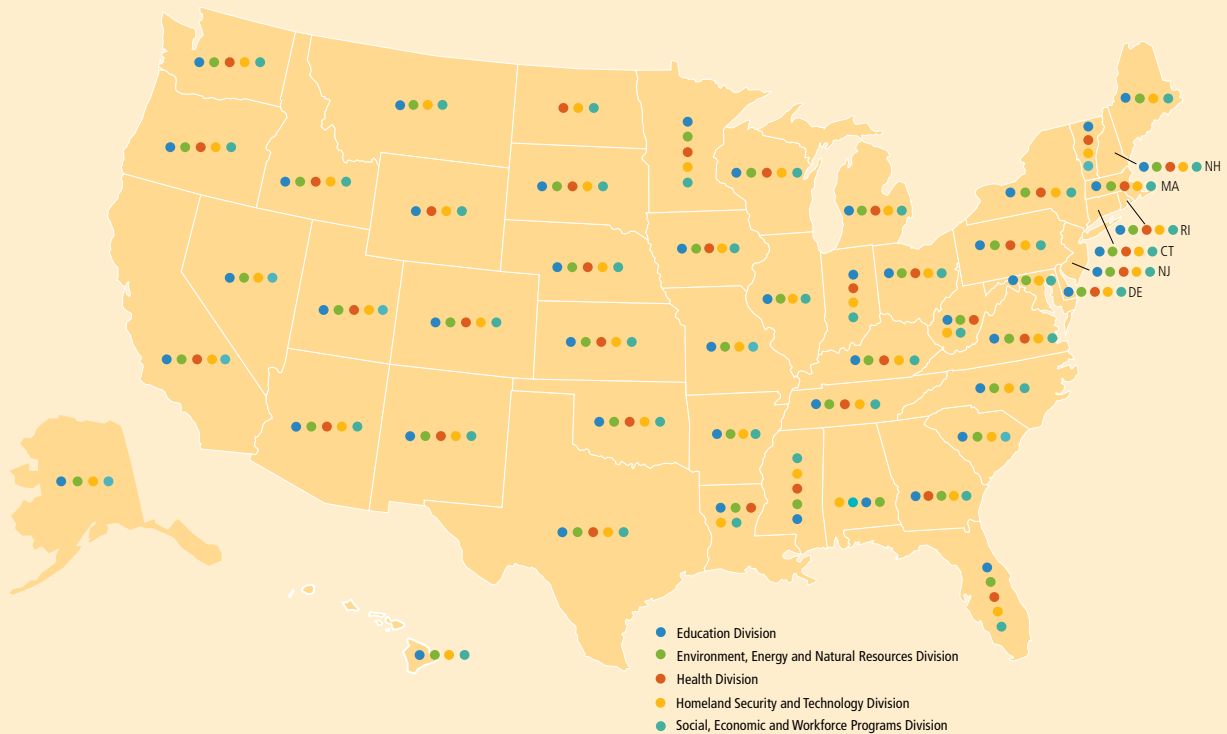 NH
MA
RI
CT
NJ
DE
Education Division
Environment, Energy and Natural Resources Division
Health Division
Homeland Security and Technology Division
Social, Economic and Workforce Programs Division